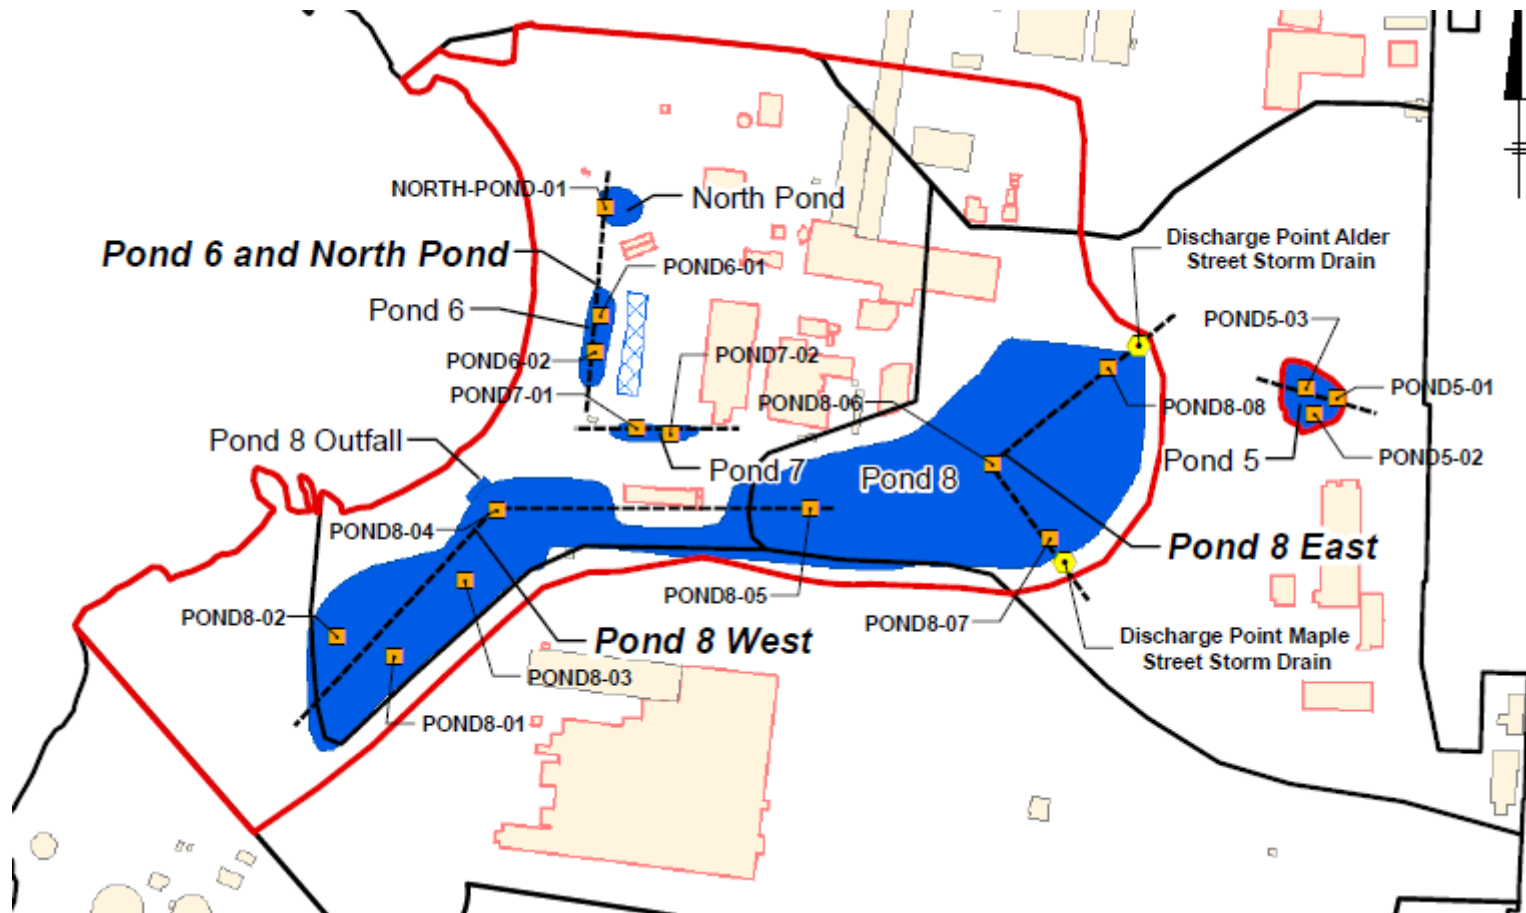 NORTH-POND-01
North Pond
Discharge Point Alder
Street Storm Drain
Pond 6 and North Pond
POND6-01
Pond 6
POND5-03
POND6-02
POND7-02
POND7-01
POND8-06
POND5-01
POND8-08
Pond 8 Outfall
Pond 7
Pond 8
Pond 5
POND5-02
POND8-04
Pond 8 East
POND8-05
POND8-02
POND8-07
Pond 8 West
Discharge Point Maple
Street Storm Drain
POND8-03
POND8-01